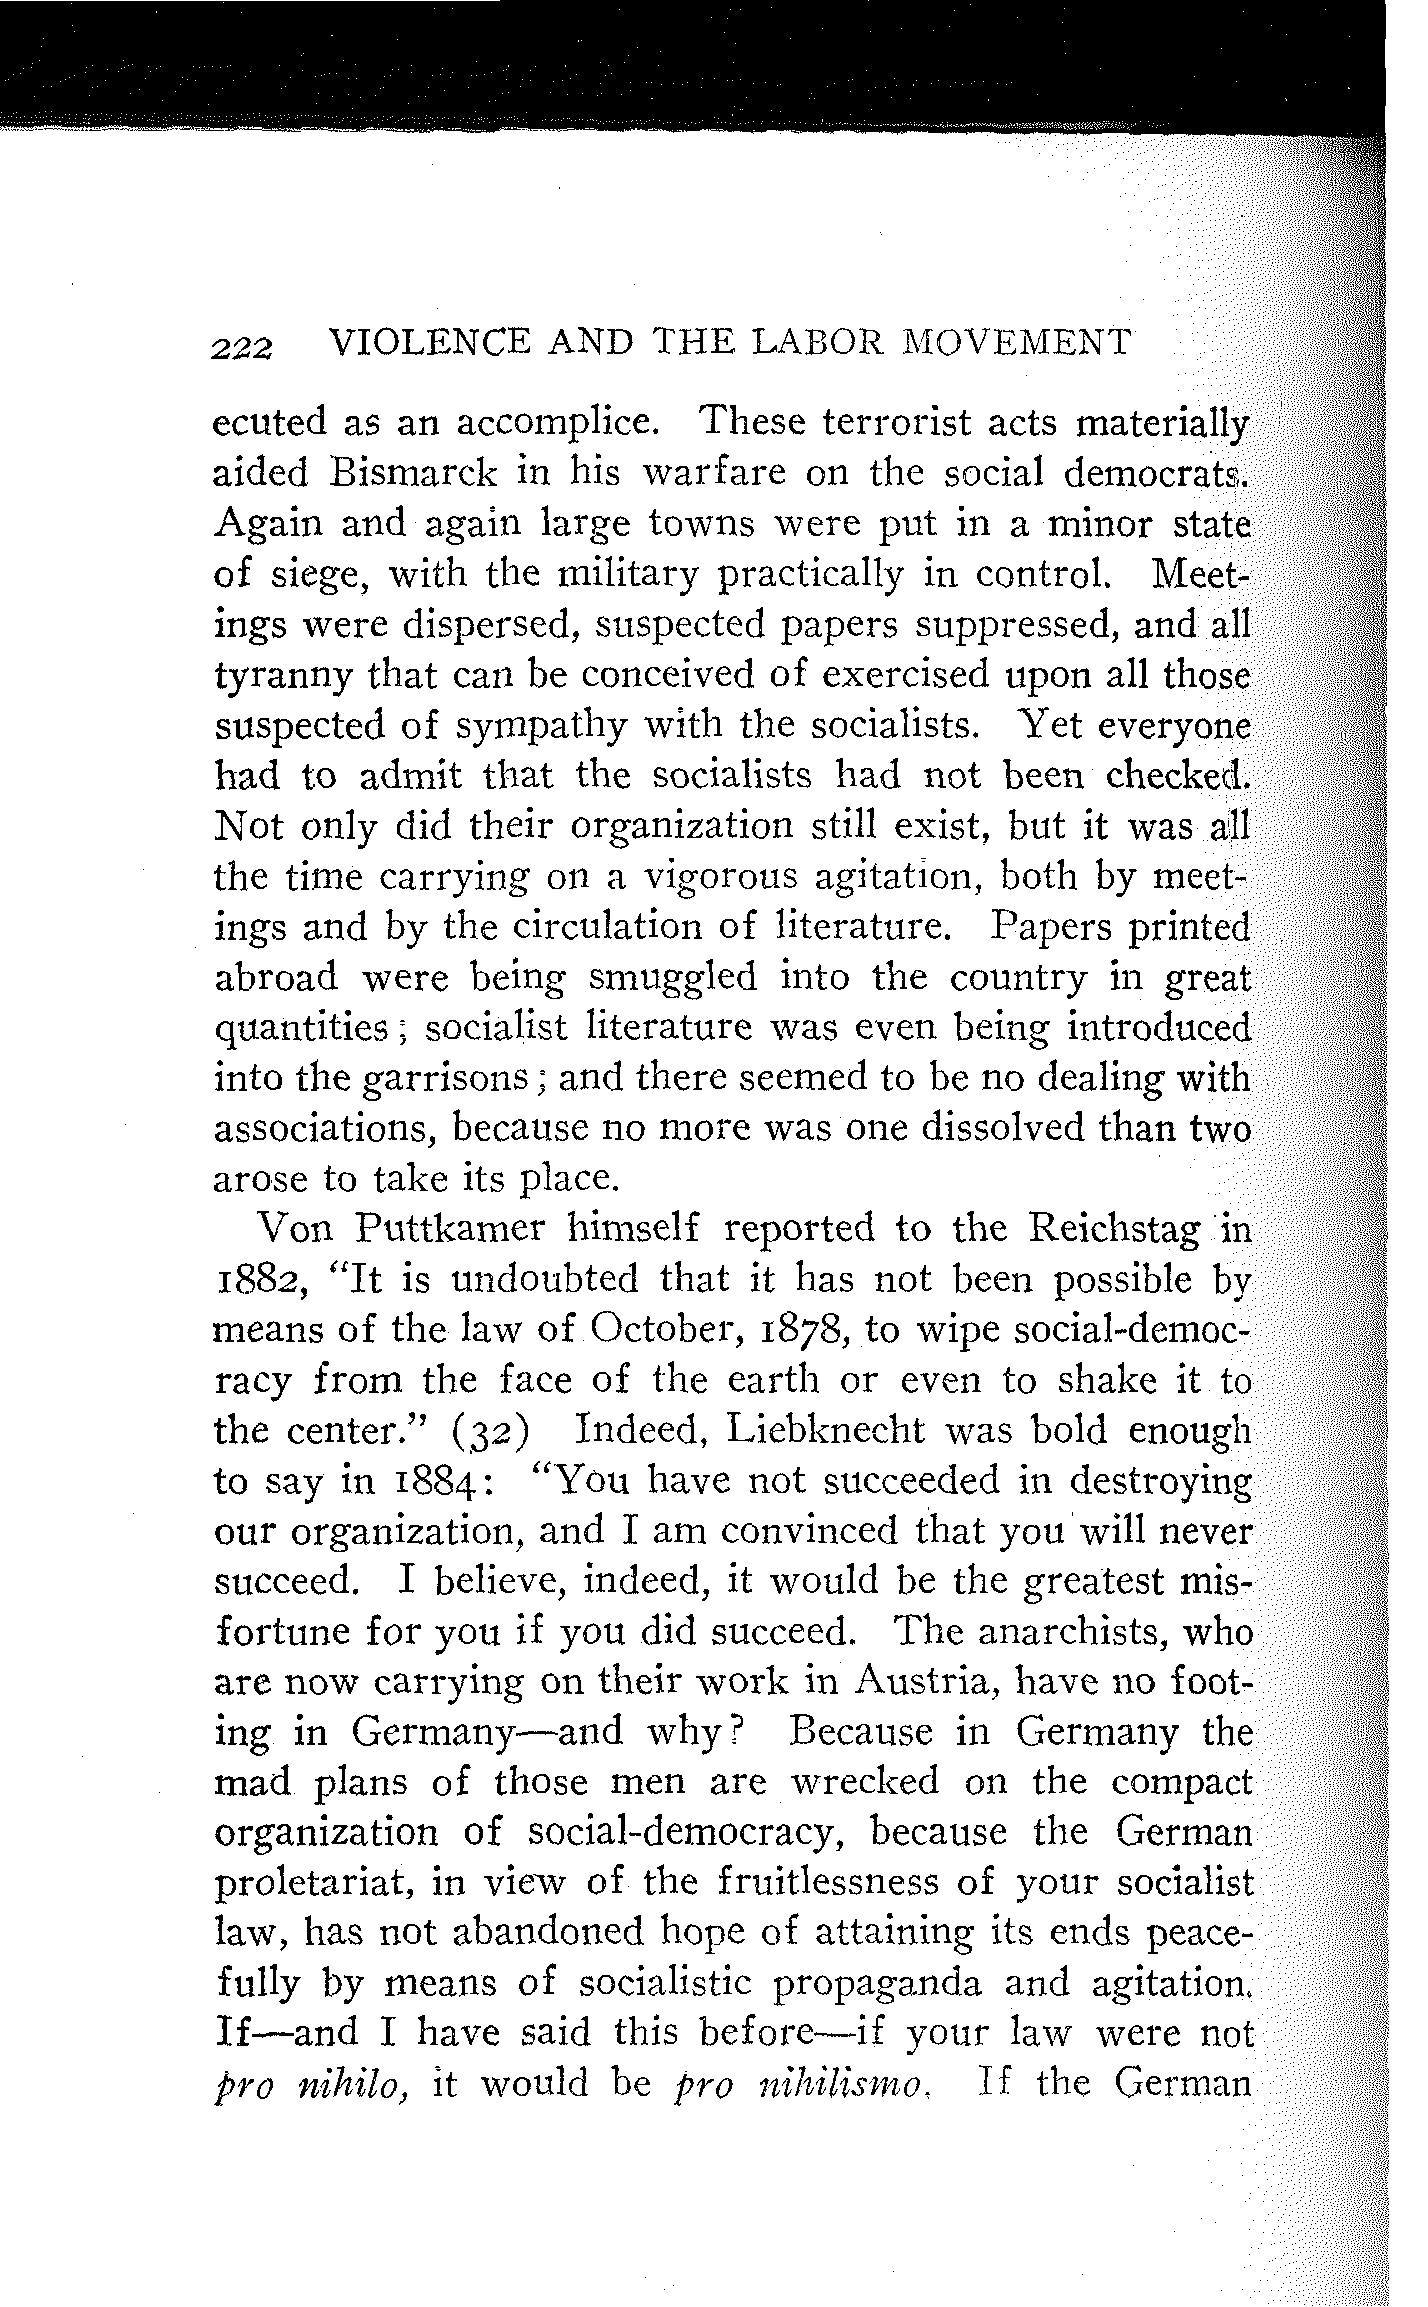 222 VIOLENCE AND THE LABOR MOVEMENT
ecuted as an accomplice. These terrorist acts materially
aided Bismarck in his warfare on the social democrats.
Again and again large towns were put in a minor state
of siege, with the military practically in control. Meet-
ings were dispersed, suspected papers suppressed, and all
tyranny that can be conceived of exercised upon all those
suspected of sympathy with the socialists. Yet everyone
had to admit that the socialists had not been checked.
Not only did their organization still exist, but it was all
the time carrying on a vigorous agitation, both by meet-
ings and by the circulation of literature. Papers printed
abroad were being smuggled into the country in great
quantities; socialist literature was even being introduced
into the garrisons; and there seemed to be no dealing with
associations, because no more was one dissolved than two
arose to take its place.
Von Puttkamer himself reported to the Reichstag in
1882, "It is undoubted that it has not been possible by
means of the law of October, 1878, to wipe social-democ-
racy from the face of the earth or even to shake it to
the center." (32) Indeed, Liebknecht was bold enough
to say in 1884: "You have not succeeded in destroying
our organization, and I am convinced that you will never
succeed. I believe, indeed, it would be the greatest mis-
fortune for you if you did succeed. The anarchists, who
are now carrying on their work in Austria, have no foot-
ing in Germany—and why? Because in Germany the
mad plans of those men are wrecked on the compact
organization of social-democracy, because the German
proletariat, in view of the fruitlessness of your socialist
law, has not abandoned hope of attaining its ends peace-
fully by means of socialistic propaganda and agitation.
If—and I have said this before—if your law were not
pro nihilo, it would be pro nihilismo. If the German